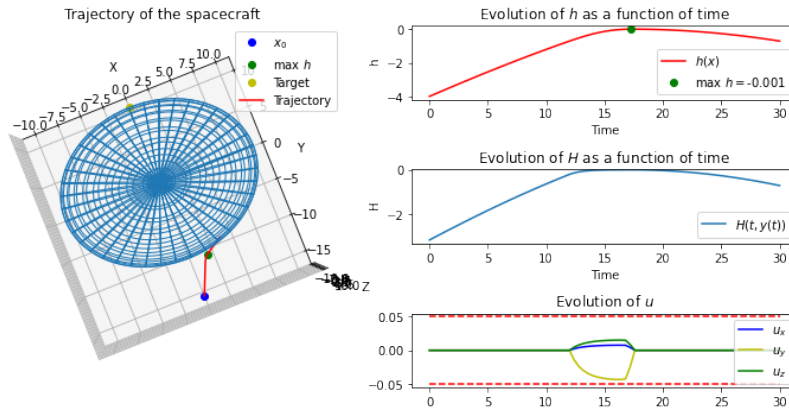 Trajectory of the spacecraft
x₀
max h
Target
Trajectory
X
−10.0
−7.5
−5.0
−2.5
0.0
2.5
5.0
7.5
10.0
Y
10
5
0
−5
−10
−15
Z
Evolution of h as a function of time
h
0
−2
−4
h(x)
max h=-0.001
0 5 10 15 20 25 30
Time
Evolution of H as a function of time
H
0
−2
H(t, y(t))
0 5 10 15 20 25 30
Time
Evolution of u
0.05
0.00
−0.05
uₓ
u_y
u_z
0 5 10 15 20 25 30